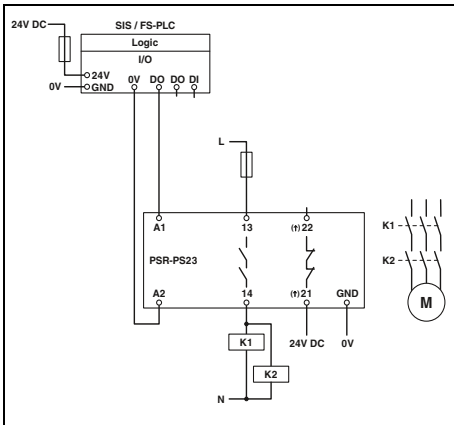 24V DC
SIS / FS-PLC
Logic
I/O
24V
0V DO DO DI
0V GND
L
A1 13 (↑)22
PSR-PS23
A2 14 (↑)21 GND
K1
K2
M
K1
24V DC 0V
K2
N